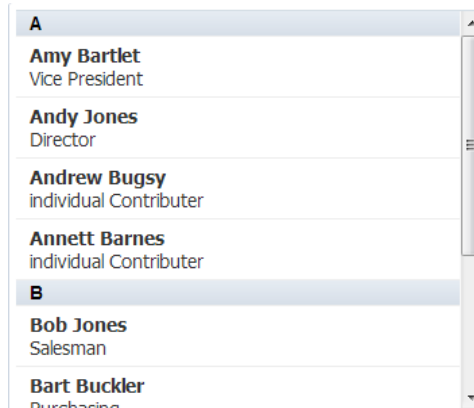 A
Amy Bartlet
Vice President
Andy Jones
Director
Andrew Bugsy
individual Contributer
Annett Barnes
individual Contributer
B
Bob Jones
Salesman
Bart Buckler
Purchasing